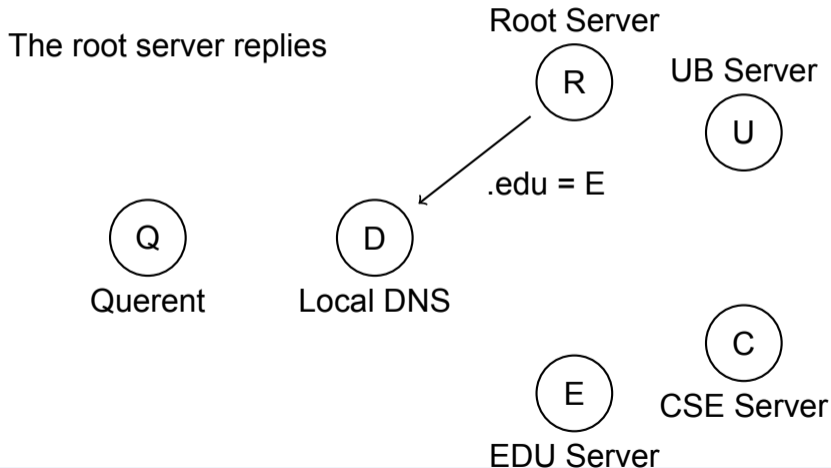 Root Server
The root server replies
R
UB Server
U
.edu = E
Q
D
Querent
Local DNS
C
E
CSE Server
EDU Server